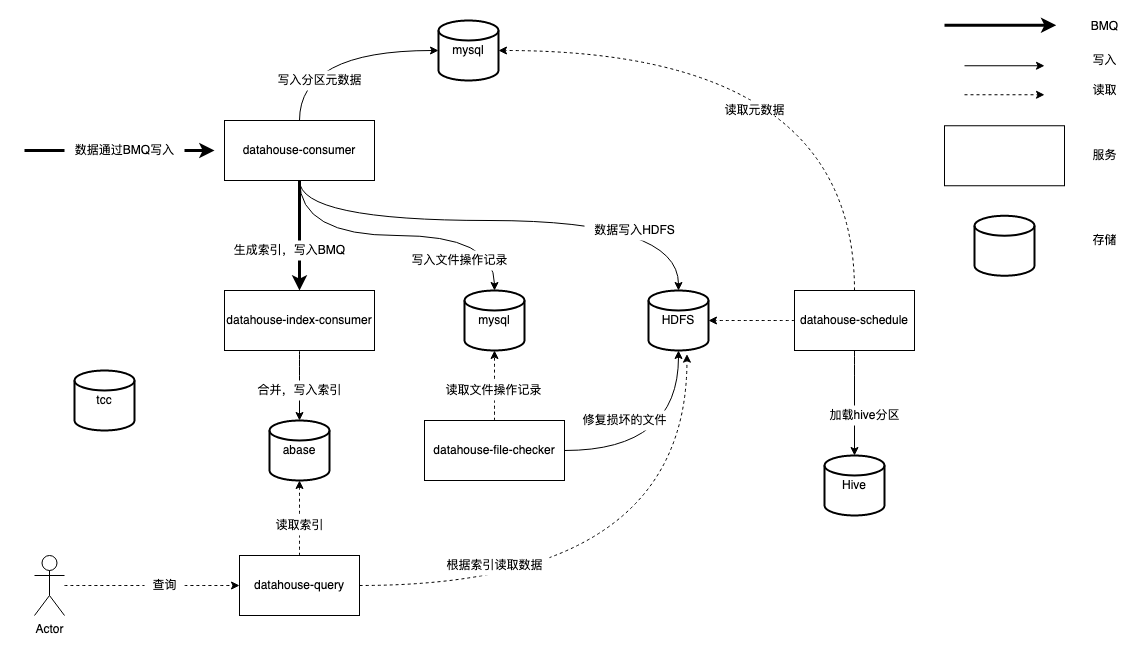 mysql
BMQ
写入
读取
写入分区元数据
读取元数据
数据通过BMQ写入
datahouse-consumer
服务
生成索引，写入BMQ
写入文件操作记录
数据写入HDFS
存储
datahouse-index-consumer
mysql
HDFS
datahouse-schedule
tcc
合并，写入索引
读取文件操作记录
修复损坏的文件
加载hive分区
abase
datahouse-file-checker
Hive
读取索引
根据索引读取数据
查询
datahouse-query
Actor